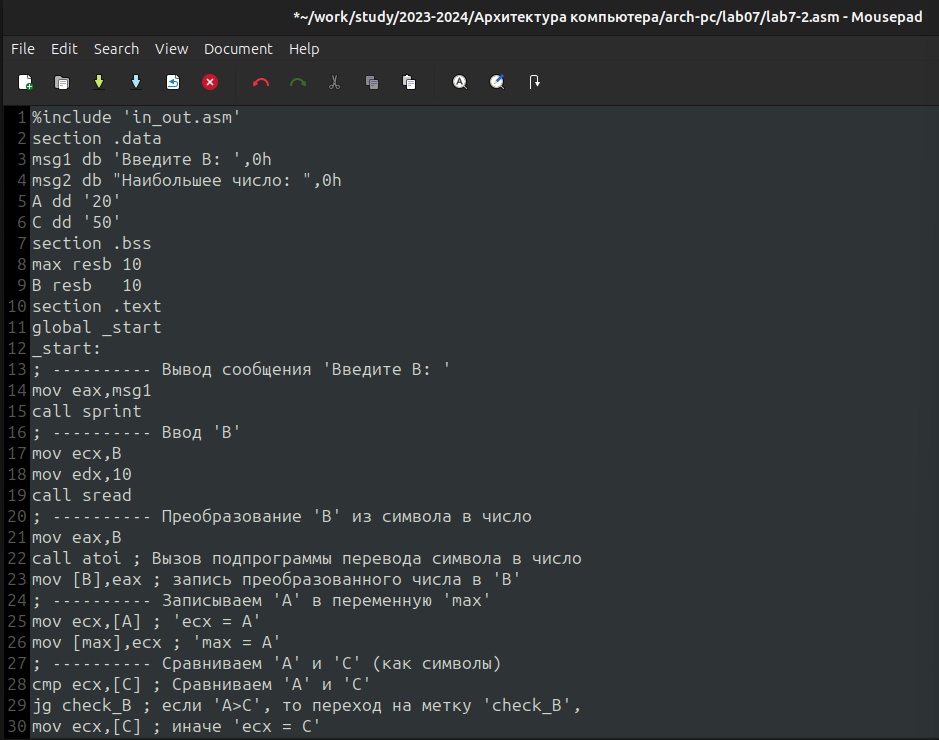 *~/work/study/2023-2024/Архитектура компьютера/arch-pc/lab07/lab7-2.asm - Mousepad
File Edit Search View Document Help
1 %include 'in_out.asm'
2 section .data
3 msg1 db 'Введите B: ',0h
4 msg2 db "Наибольшее число: ",0h
5 A dd '20'
6 C dd '50'
7 section .bss
8 max resb 10
9 B resb   10
10 section .text
11 global _start
12 _start:
13 ; ---------- Вывод сообщения 'Введите B: '
14 mov eax,msg1
15 call sprint
16 ; ---------- Ввод 'B'
17 mov ecx,B
18 mov edx,10
19 call sread
20 ; ---------- Преобразование 'B' из символа в число
21 mov eax,B
22 call atoi ; Вызов подпрограммы перевода символа в число
23 mov [B],eax ; запись преобразованного числа в 'B'
24 ; ---------- Записываем 'A' в переменную 'max'
25 mov ecx,[A] ; 'ecx = A'
26 mov [max],ecx ; 'max = A'
27 ; ---------- Сравниваем 'A' и 'С' (как символы)
28 cmp ecx,[C] ; Сравниваем 'A' и 'С'
29 jg check_B ; если 'A>C', то переход на метку 'check_B',
30 mov ecx,[C] ; иначе 'ecx = C'